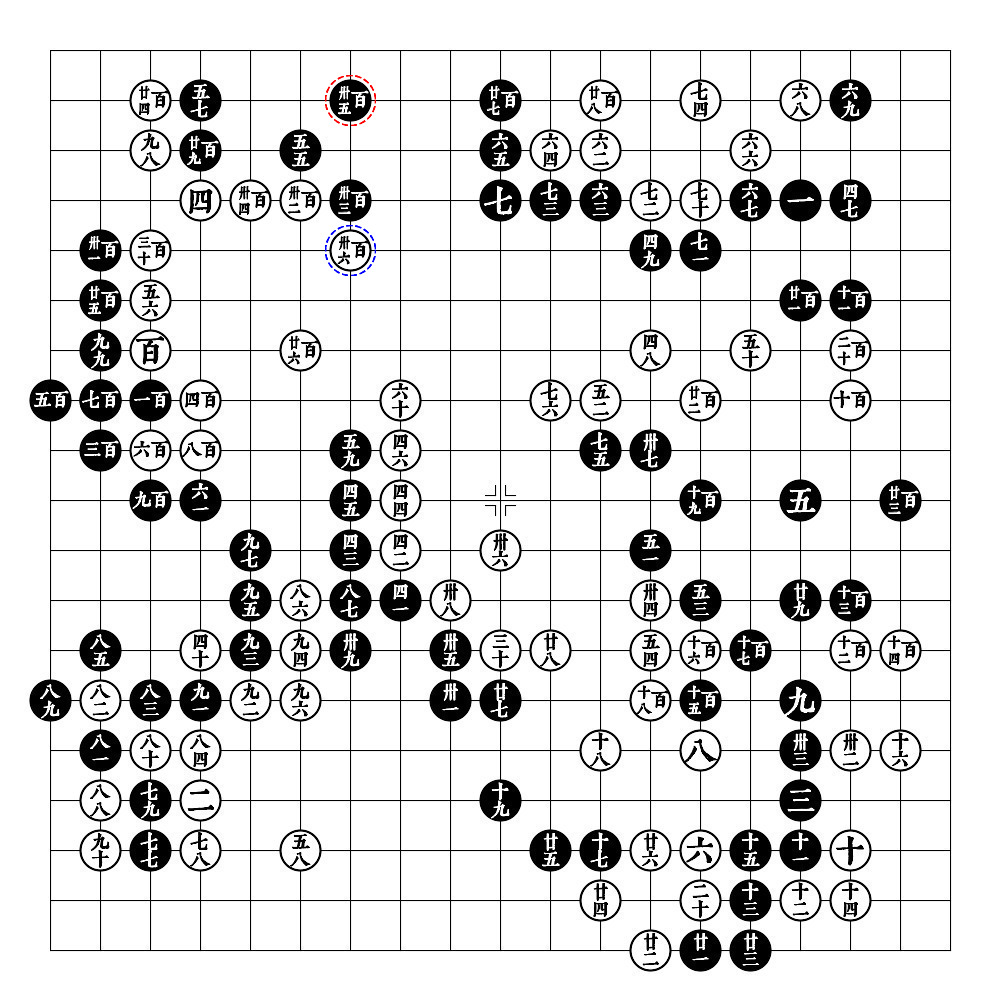 百廿四 五七 百卅五 百廿七 百廿八 七四 六八 六九
九八 百廿九 五五 六五 六四 六二 六六
四 百卅四 百卅二 百卅三 七 七三 六三 七二 七十 六七 一 四七
百卅一 百三十 百卅六 四九 七一
百廿五 五六 百廿一 百十一
九九 百 百廿六 四八 五十 百二十
百五 百七 百一 百四 六十 七六 五二 百廿二 百十
百三 百六 百八 五九 四六 七五 卅七
百九 六一 四五 四四 百十九 五 百廿三
九七 四三 四二 卅六 五一
九五 八六 八七 四一 卅八 卅四 五三 廿九 百十三
八五 四十 九三 九四 卅九 卅五 三十 廿八 五四 百十六 百十七 百十二 百十四
八九 八二 八三 九一 九二 九六 卅一 廿七 百十八 百十五 九
八一 八十 八四 十八 八 卅三 卅二 十六
八八 七九 二 十九 三
九十 七七 七八 五八 廿五 十七 廿六 六 十五 十一 十
廿四 二十 十三 十二 十四
廿二 廿一 廿三